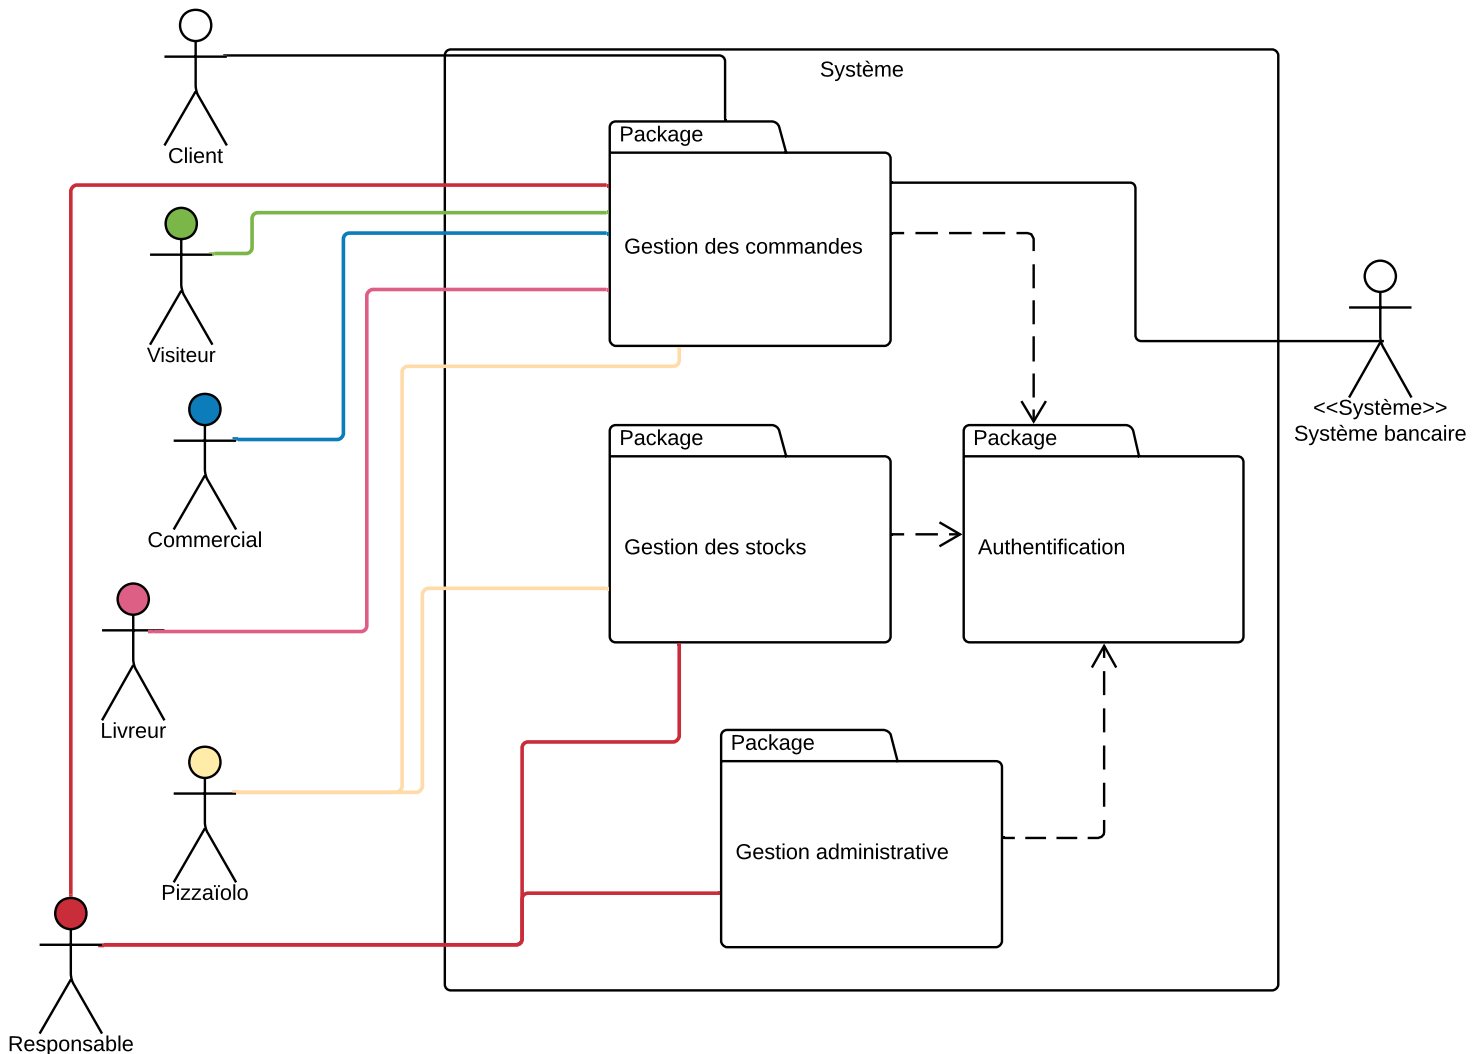 Client
Système
Package
Gestion des commandes
Visiteur
<<Système>>
Système bancaire
Commercial
Package
Gestion des stocks
Package
Authentification
Livreur
Package
Gestion administrative
Pizzaïolo
Responsable